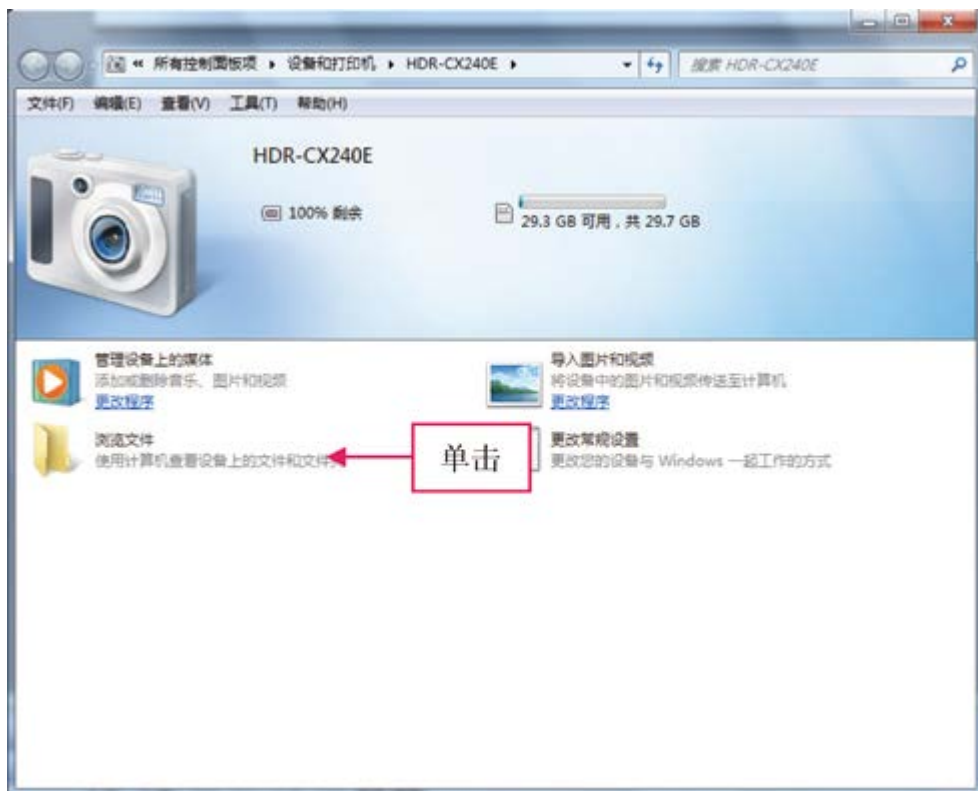 « 所有控制面板项 ▸ 设备和打印机 ▸ HDR-CX240E ▸ 搜索 HDR-CX240E
文件(F) 编辑(E) 查看(V) 工具(T) 帮助(H)
HDR-CX240E
100% 剩余
29.3 GB 可用，共 29.7 GB
管理设备上的媒体
添加或删除音乐、图片和视频
更改程序
导入图片和视频
将设备中的图片和视频传送至计算机
更改程序
浏览文件
使用计算机查看设备上的文件和文件
单击
更改常规设置
更改您的设备与 Windows 一起工作的方式